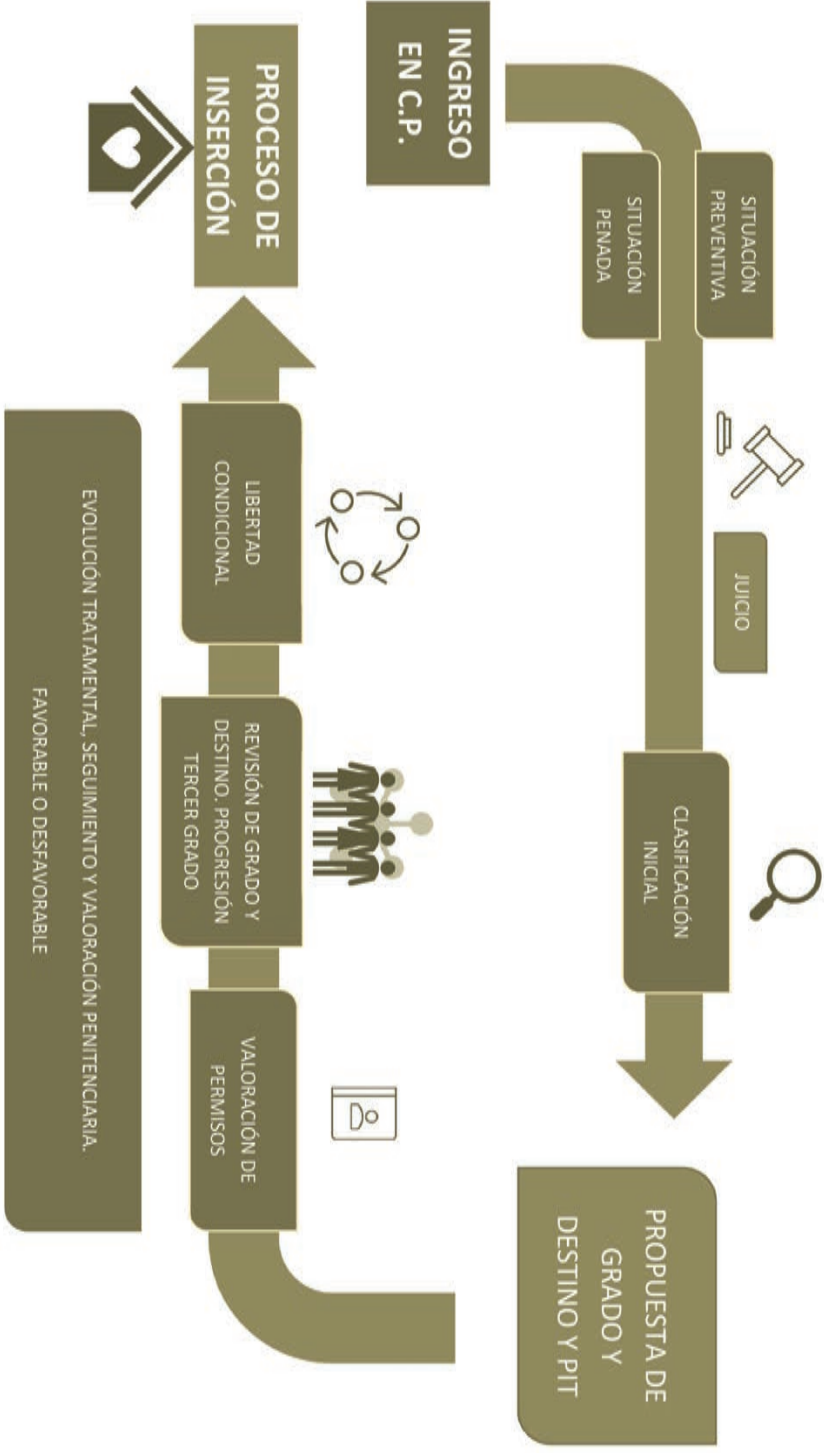 INGRESO
EN C.P.
SITUACIÓN
PREVENTIVA
SITUACIÓN
PENADA
JUICIO
CLASIFICACIÓN
INICIAL
PROPUESTA DE
GRADO Y
DESTINO Y PIT
VALORACIÓN DE
PERMISOS
REVISIÓN DE GRADO Y
DESTINO. PROGRESIÓN
TERCER GRADO
LIBERTAD
CONDICIONAL
PROCESO DE
INSERCIÓN
EVOLUCIÓN TRATAMENTAL, SEGUIMIENTO Y VALORACIÓN PENITENCIARIA.
FAVORABLE O DESFAVORABLE